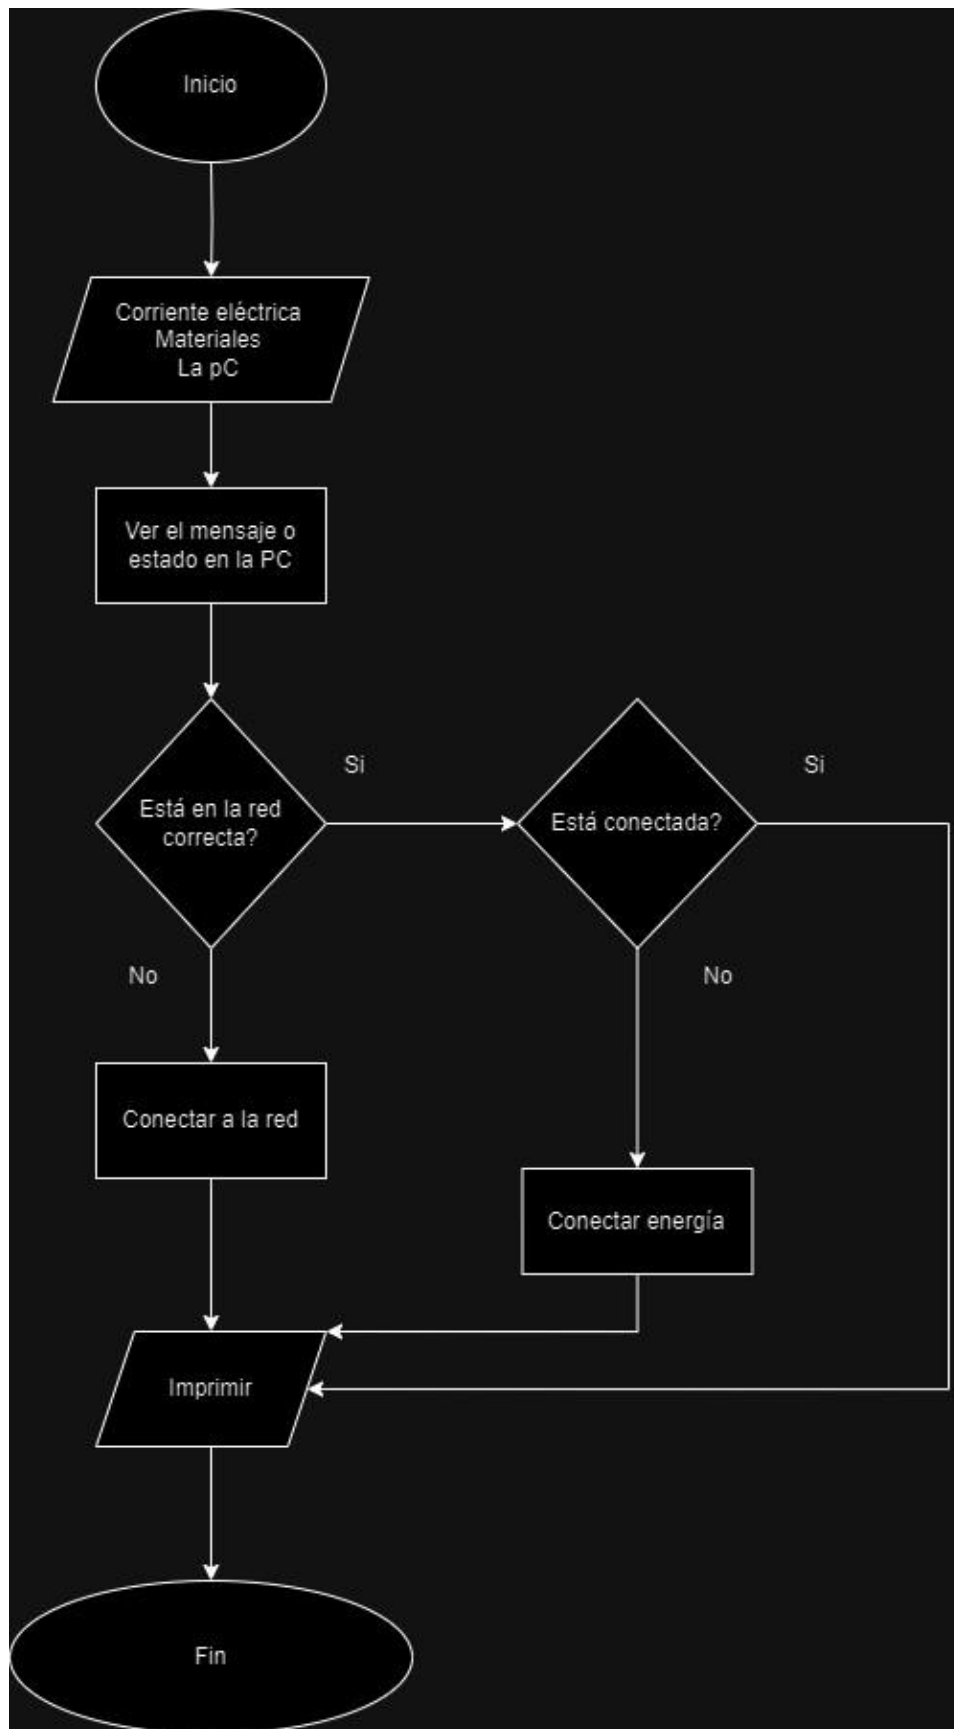 Inicio
Corriente eléctrica
Materiales
La pC
Ver el mensaje o
estado en la PC
Si
Si
Está en la red
correcta?
Está conectada?
No
No
Conectar a la red
Conectar energía
Imprimir
Fin